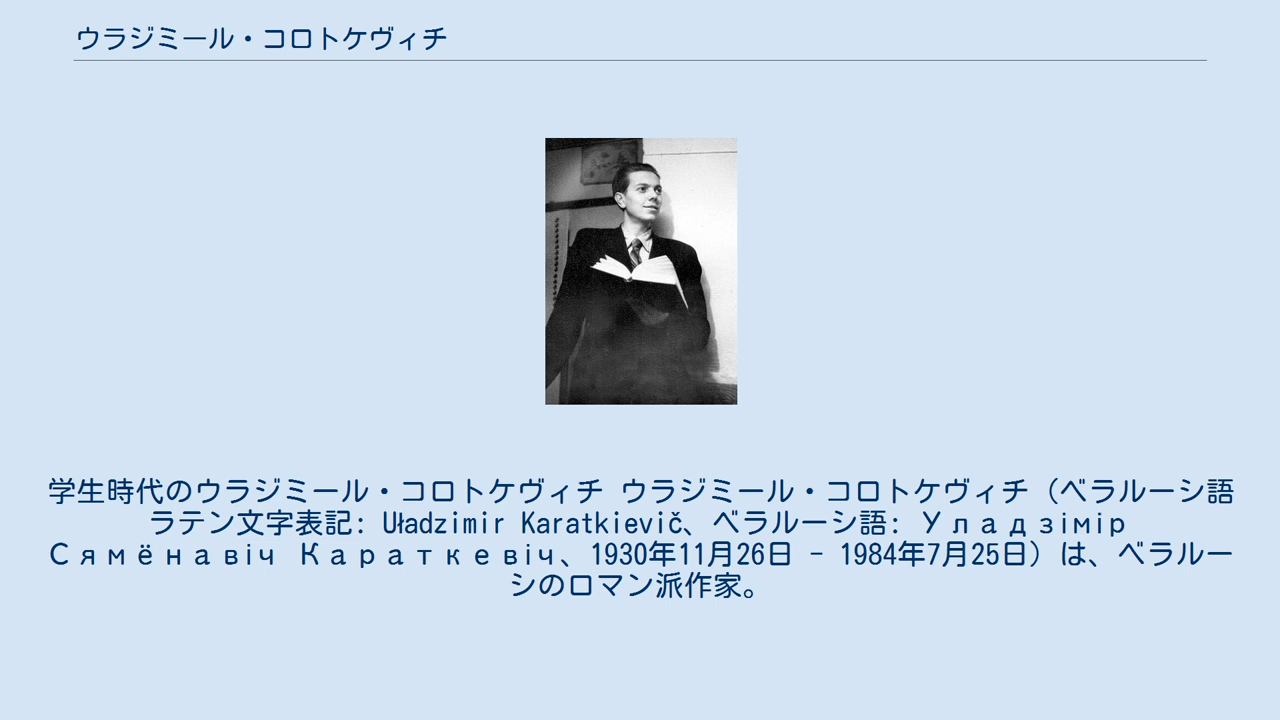 ウラジミール・コロトケヴィチ
学生時代のウラジミール・コロトケヴィチ ウラジミール・コロトケヴィチ（ベラルーシ語
ラテン文字表記: Uładzimir Karatkievič、ベラルーシ語: Уладзімір
Сямёнавіч Караткевіч、1930年11月26日 - 1984年7月25日）は、ベラルー
シのロマン派作家。